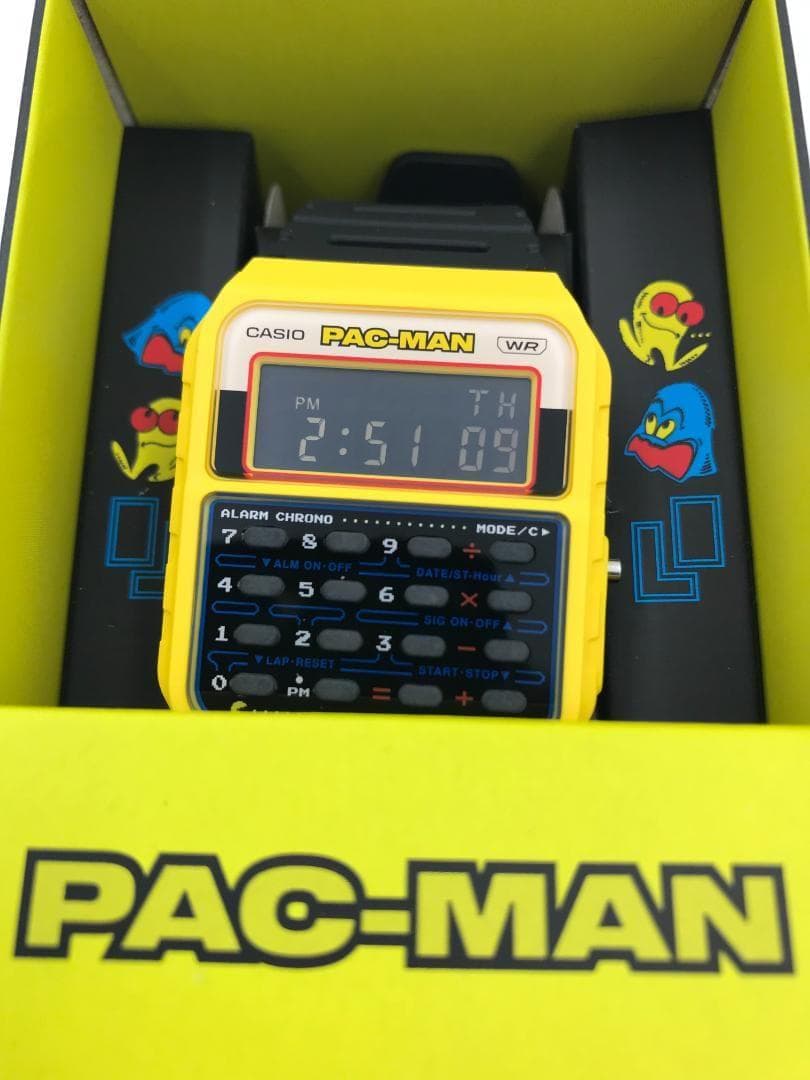 CASIO PAC-MAN WR
PM TH
2:51 09
ALARM CHRONO MODE/C
7 8 9 ÷
▼ALM ON·OFF DATE/ST-Hour▲
4 5 6 ×
SIG ON·OFF▲
1 2 3 −
▼LAP·RESET START·STOP▼
0 . PM = +
PAC-MAN